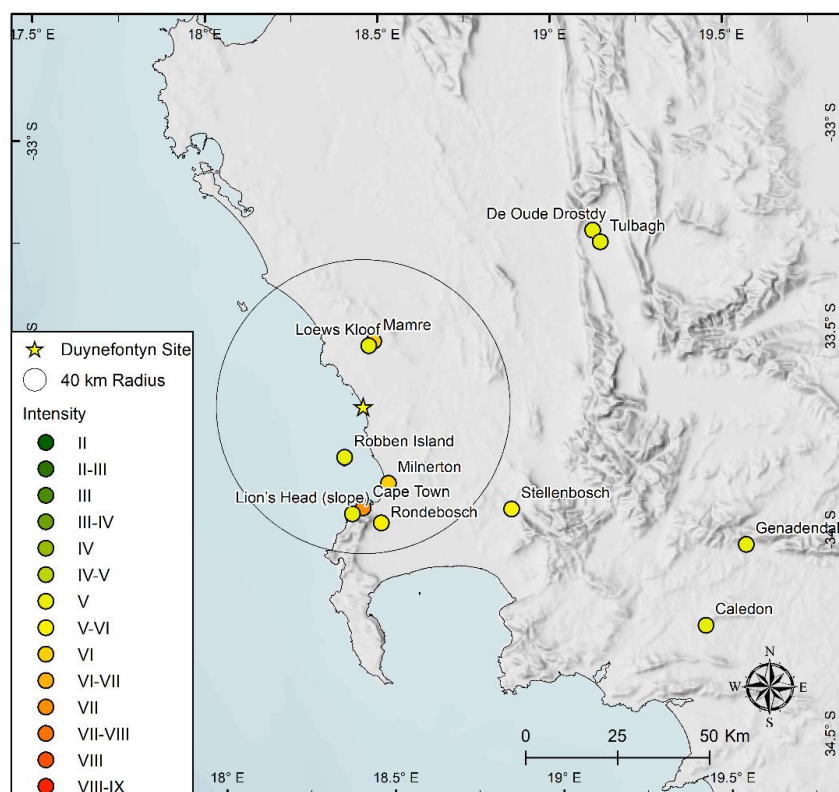 17.5° E
18° E
18.5° E
19° E
19.5° E
-33° S
-33° S
De Oude Drostdy
Tulbagh
Loews Kloof
Mamre
33.5° S
Duynefontyn Site
40 km Radius
Intensity
II
II-III
III
III-IV
IV
IV-V
V
V-VI
VI
VI-VII
VII
VII-VIII
VIII
VIII-IX
Robben Island
Milnerton
Lion's Head (slope)
Cape Town
Rondebosch
Stellenbosch
Genadendal
-34° S
Caledon
N
W
E
S
0
25
50 Km
34.5° S
18° E
18.5° E
19° E
19.5° E